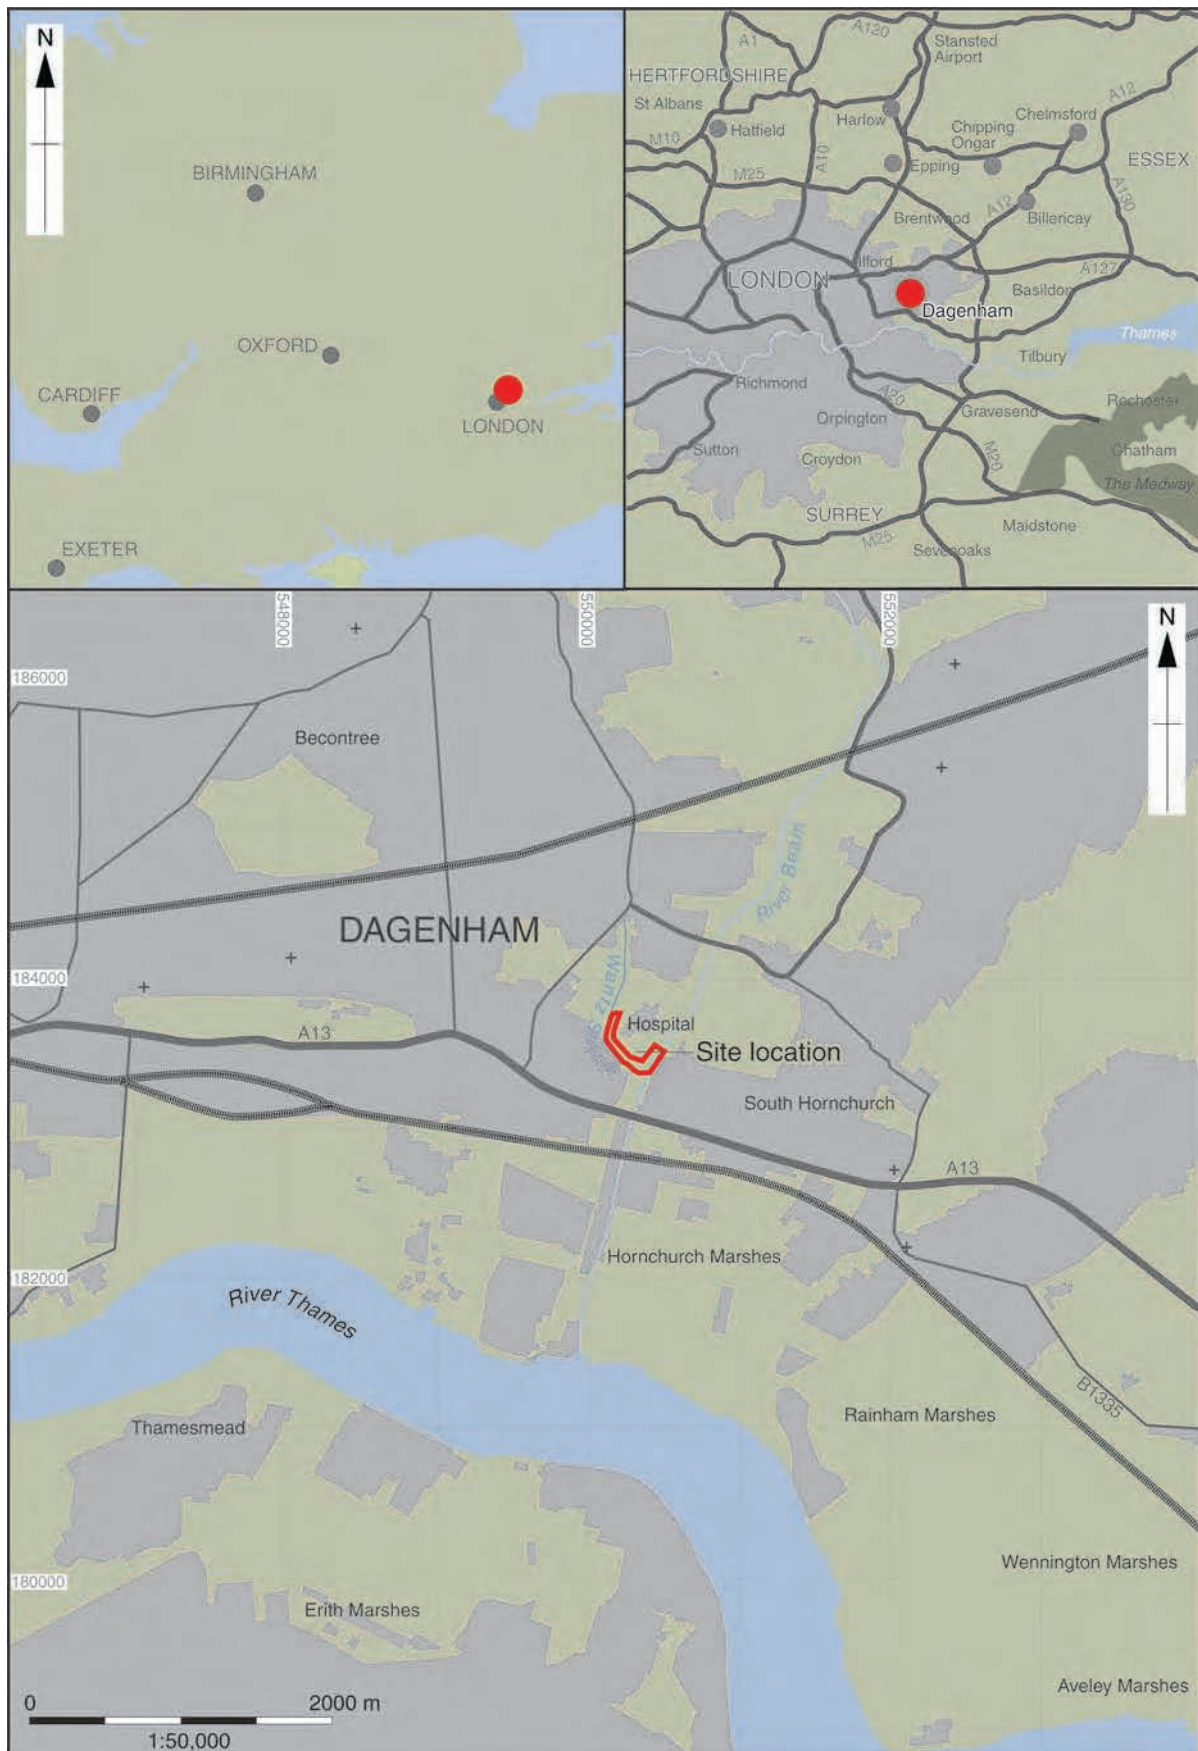 N
BIRMINGHAM
OXFORD
CARDIFF
LONDON
EXETER
A1
A120
Stansted
Airport
HERTFORDSHIRE
St Albans
Hatfield
Harlow
Chelmsford
A12
M10
Chipping
Ongar
A10
Epping
ESSEX
M25
A130
Brentwood
A12
Billericay
Ilford
A127
LONDON
Basildon
Dagenham
Thames
Tilbury
Richmond
A20
Gravesend
Rochester
Orpington
Sutton
Croydon
M20
Chatham
The Medway
SURREY
Maidstone
M25
Sevenoaks
548000
550000
552000
N
186000
Becontree
River Beam
DAGENHAM
184000
Wantz
Hospital
A13
Site location
South Hornchurch
A13
Hornchurch Marshes
182000
River Thames
B1335
Rainham Marshes
Thamesmead
Wennington Marshes
180000
Erith Marshes
Aveley Marshes
0
2000 m
1:50,000